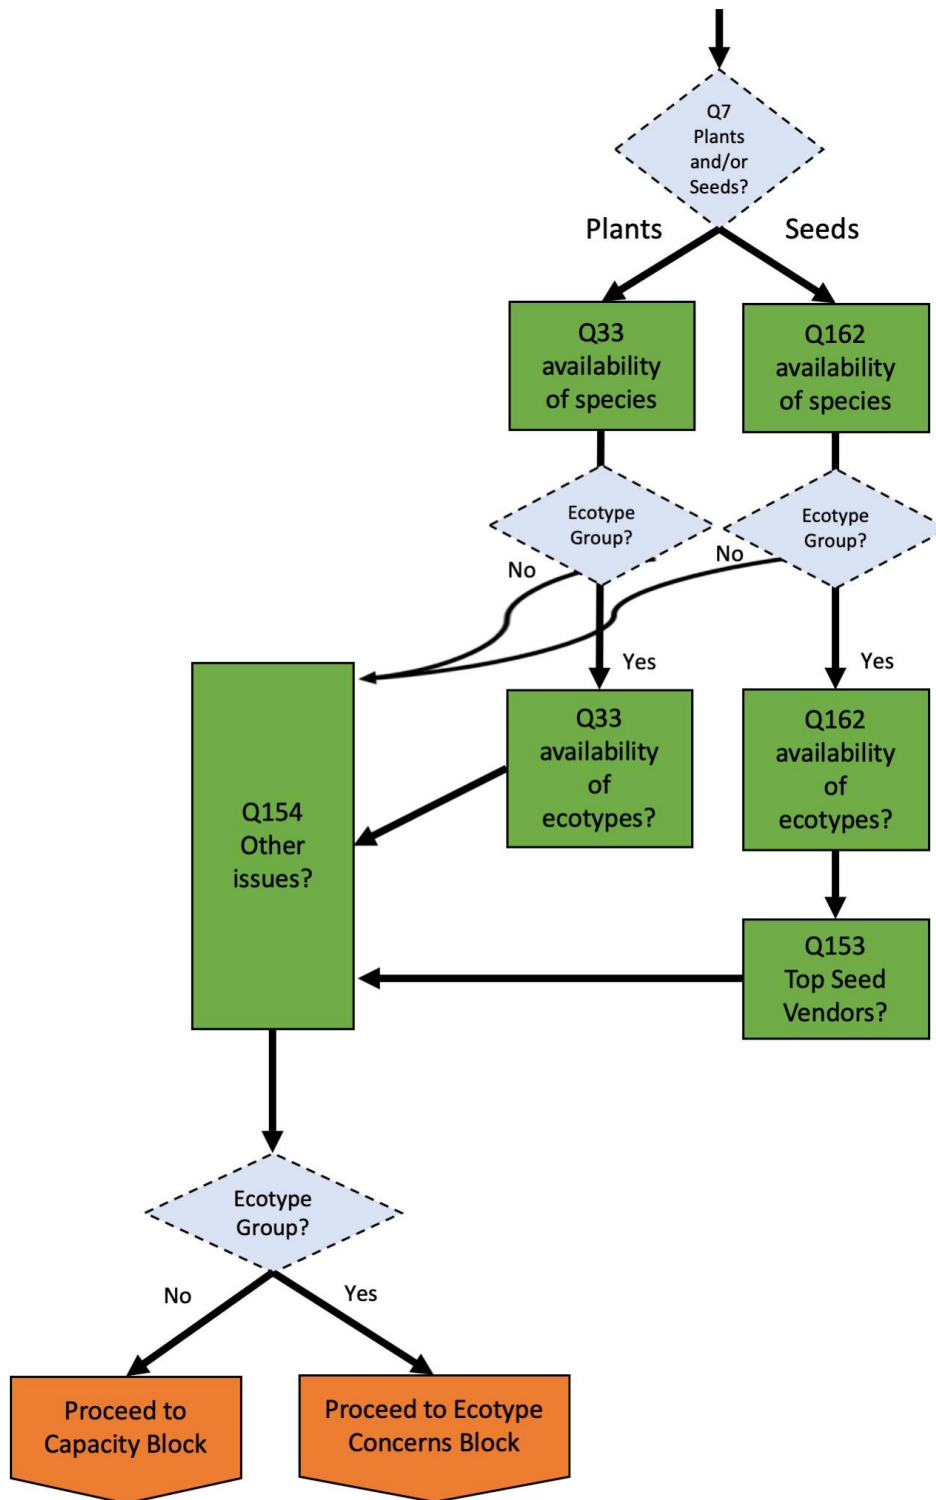 Q7
Plants
and/or
Seeds?
Plants
Seeds
Q33
availability
of species
Q162
availability
of species
Ecotype
Group?
Ecotype
Group?
No
No
Yes
Yes
Q33
availability
of
ecotypes?
Q162
availability
of
ecotypes?
Q154
Other
issues?
Q153
Top Seed
Vendors?
Ecotype
Group?
No
Yes
Proceed to
Capacity Block
Proceed to Ecotype
Concerns Block